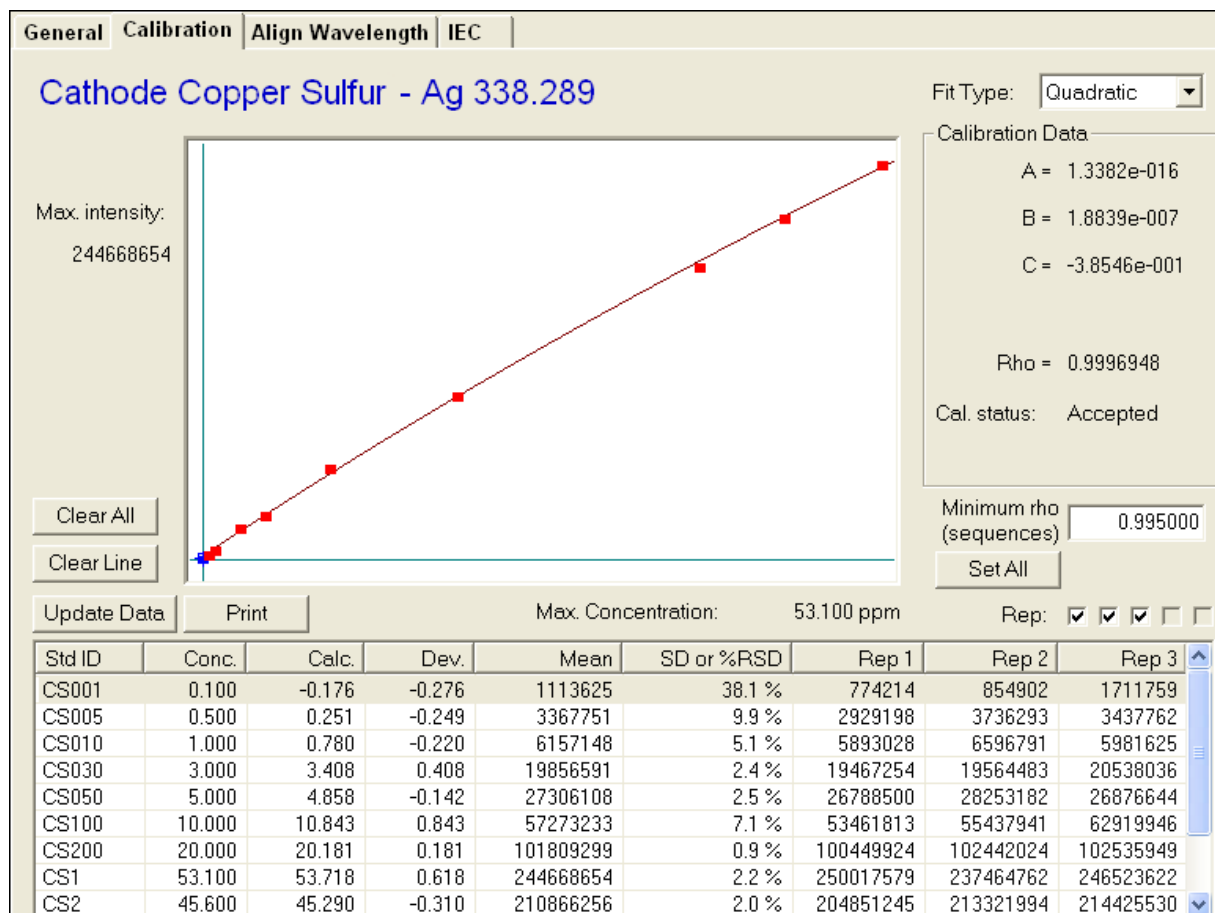 General Calibration Align Wavelength IEC
Cathode Copper Sulfur - Ag 338.289
Fit Type: Quadratic
Calibration Data
A = 1.3382e-016
Max. intensity:
B = 1.8839e-007
244668654
C = -3.8546e-001
Rho = 0.9996948
Cal. status: Accepted
Clear All
Minimum rho
(sequences) 0.995000
Clear Line
Set All
Update Data Print Max. Concentration: 53.100 ppm Rep:
Std ID Conc. Calc. Dev. Mean SD or %RSD Rep 1 Rep 2 Rep 3
CS001 0.100 -0.176 -0.276 1113625 38.1 % 774214 854902 1711759
CS005 0.500 0.251 -0.249 3367751 9.9 % 2929198 3736293 3437762
CS010 1.000 0.780 -0.220 6157148 5.1 % 5893028 6596791 5981625
CS030 3.000 3.408 0.408 19856591 2.4 % 19467254 19564483 20538036
CS050 5.000 4.858 -0.142 27306108 2.5 % 26788500 28253182 26876644
CS100 10.000 10.843 0.843 57273233 7.1 % 53461813 55437941 62919946
CS200 20.000 20.181 0.181 101809299 0.9 % 100449924 102442024 102535949
CS1 53.100 53.718 0.618 244668654 2.2 % 250017579 237464762 246523622
CS2 45.600 45.290 -0.310 210866256 2.0 % 204851245 213321994 214425530